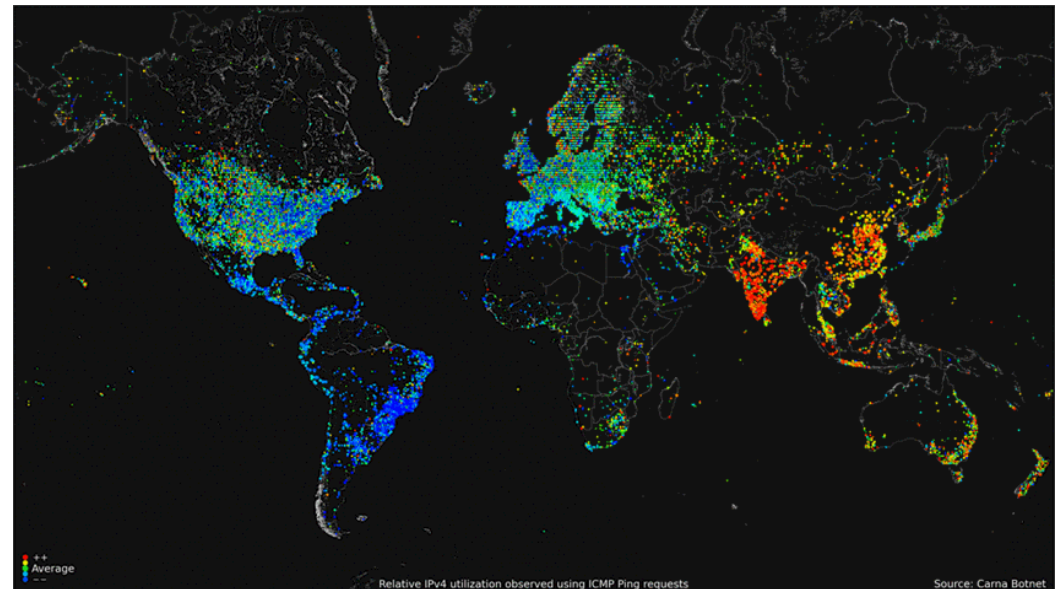 ++
Average
--
Relative IPv4 utilization observed using ICMP Ping requests
Source: Carna Botnet